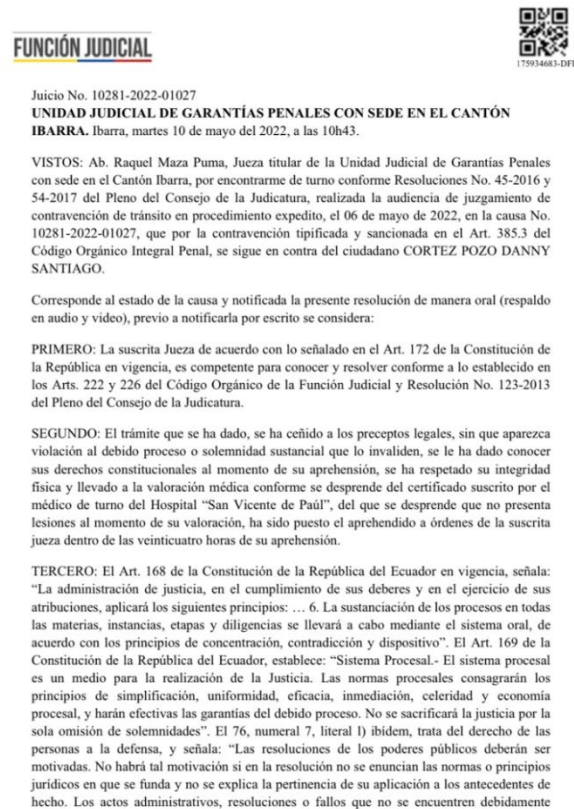 FUNCIÓN JUDICIAL
175934683-DFE
Juicio No. 10281-2022-01027
UNIDAD JUDICIAL DE GARANTÍAS PENALES CON SEDE EN EL CANTÓN
IBARRA. Ibarra, martes 10 de mayo del 2022, a las 10h43.
VISTOS: Ab. Raquel Maza Puma, Jueza titular de la Unidad Judicial de Garantías Penales
con sede en el Cantón Ibarra, por encontrarme de turno conforme Resoluciones No. 45-2016 y
54-2017 del Pleno del Consejo de la Judicatura, realizada la audiencia de juzgamiento de
contravención de tránsito en procedimiento expedito, el 06 de mayo de 2022, en la causa No.
10281-2022-01027, que por la contravención tipificada y sancionada en el Art. 385.3 del
Código Orgánico Integral Penal, se sigue en contra del ciudadano CORTEZ POZO DANNY
SANTIAGO.
Corresponde al estado de la causa y notificada la presente resolución de manera oral (respaldo
en audio y video), previo a notificarla por escrito se considera:
PRIMERO: La suscrita Jueza de acuerdo con lo señalado en el Art. 172 de la Constitución de
la República en vigencia, es competente para conocer y resolver conforme a lo establecido en
los Arts. 222 y 226 del Código Orgánico de la Función Judicial y Resolución No. 123-2013
del Pleno del Consejo de la Judicatura.
SEGUNDO: El trámite que se ha dado, se ha ceñido a los preceptos legales, sin que aparezca
violación al debido proceso o solemnidad sustancial que lo invaliden, se le ha dado conocer
sus derechos constitucionales al momento de su aprehensión, se ha respetado su integridad
física y llevado a la valoración médica conforme se desprende del certificado suscrito por el
médico de turno del Hospital “San Vicente de Paúl”, del que se desprende que no presenta
lesiones al momento de su valoración, ha sido puesto el aprehendido a órdenes de la suscrita
jueza dentro de las veinticuatro horas de su aprehensión.
TERCERO: El Art. 168 de la Constitución de la República del Ecuador en vigencia, señala:
“La administración de justicia, en el cumplimiento de sus deberes y en el ejercicio de sus
atribuciones, aplicará los siguientes principios: … 6. La sustanciación de los procesos en todas
las materias, instancias, etapas y diligencias se llevará a cabo mediante el sistema oral, de
acuerdo con los principios de concentración, contradicción y dispositivo”. El Art. 169 de la
Constitución de la República del Ecuador, establece: “Sistema Procesal.- El sistema procesal
es un medio para la realización de la Justicia. Las normas procesales consagrarán los
principios de simplificación, uniformidad, eficacia, inmediación, celeridad y economía
procesal, y harán efectivas las garantías del debido proceso. No se sacrificará la justicia por la
sola omisión de solemnidades”. El 76, numeral 7, literal l) ibídem, trata del derecho de las
personas a la defensa, y señala: “Las resoluciones de los poderes públicos deberán ser
motivadas. No habrá tal motivación si en la resolución no se enuncian las normas o principios
jurídicos en que se funda y no se explica la pertinencia de su aplicación a los antecedentes de
hecho. Los actos administrativos, resoluciones o fallos que no se encuentren debidamente